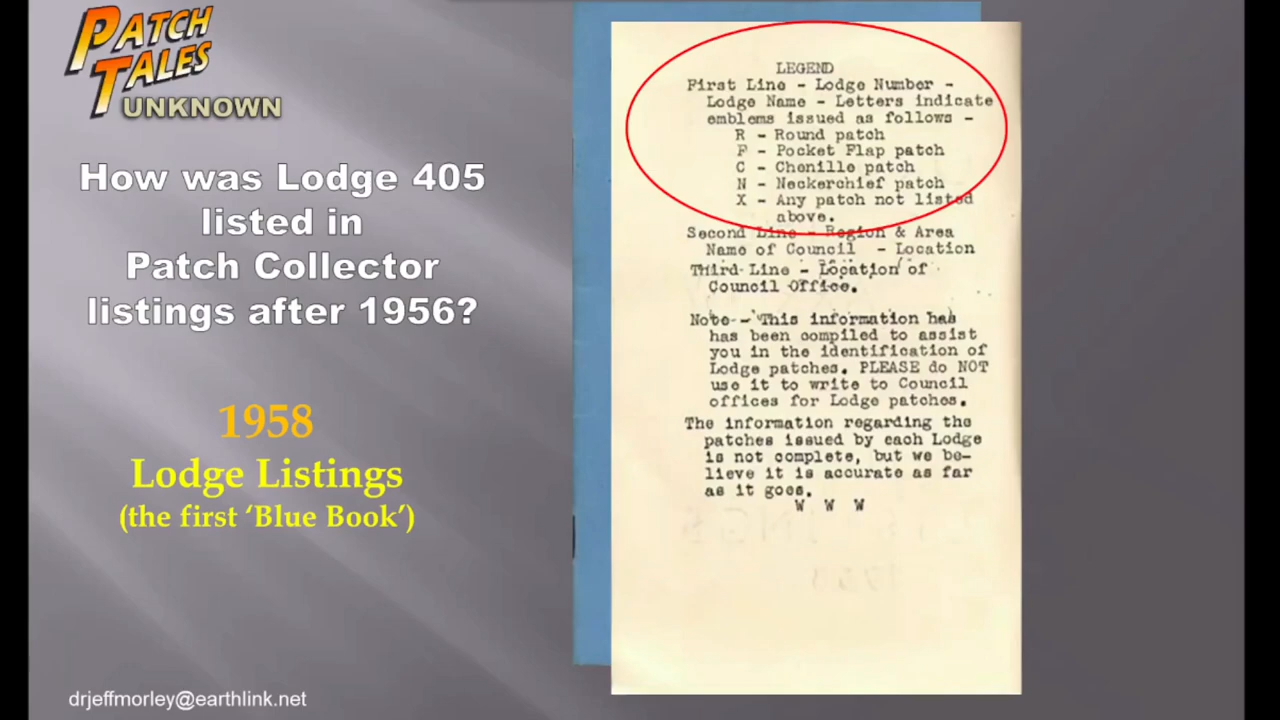 PATCH
TALES
UNKNOWN
How was Lodge 405
listed in
Patch Collector
listings after 1956?
1958
Lodge Listings
(the first ‘Blue Book’)
drjeffmorley@earthlink.net
LEGEND
First Line - Lodge Number -
Lodge Name - Letters indicate
emblems issued as follows -
R - Round patch
F - Pocket Flap patch
C - Chenille patch
N - Neckerchief patch
X - Any patch not listed
above.
Second Line - Region & Area
Name of Council - Location
Third Line - Location of
Council Office.
Note - This information has
has been compiled to assist
you in the identification of
Lodge patches. PLEASE do NOT
use it to write to Council
offices for Lodge patches.
The information regarding the
patches issued by each Lodge
is not complete, but we be-
lieve it is accurate as far
as it goes.
W W W